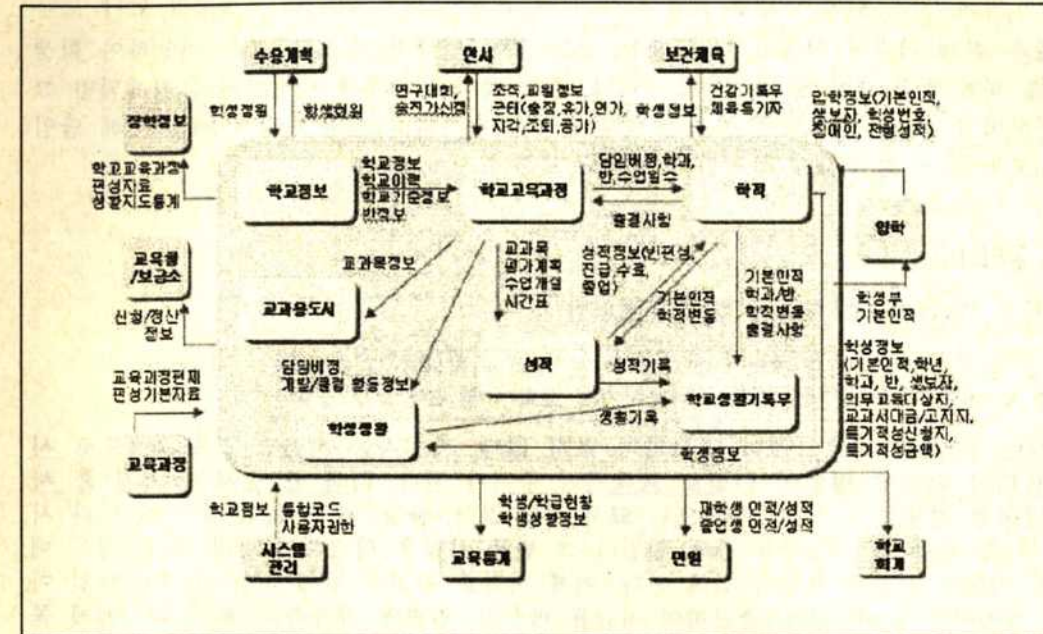 수용계획
인사
보건체육
학생정원
학생현원
연구대회,
승진가산점
조직,교원정보
근태(출장,휴가,연가,
지각,조퇴,공가)
학생정보
건강기록부
체육특기자
입학정보(기본인적,
생보자, 학생번호,
장애인, 전형성적)
장학정보
학교교육과정
편성자료
생활지도통계
학교정보
학교정보
학교이력
학교기준정보
반정보
학교교육과정
담임배정,학과,
반,수업일수
출결사항
학적
입학
교육청
/보급소
신청/정산
정보
교과목정보
교과용도서
교과목
평가계획
수업개설
시간표
성적정보(반편성,
진급,수료,
졸업)
기본인적
학적변동
기본인적
학과/반
학적변동
출결사항
학생부
기본인적
담임배정,
계발/클럽 활동정보
성적
성적기록
학교생활기록부
학생정보
(기본인적,학년,
학과, 반, 생보자,
의무교육대상자,
교과서대금/고지지,
특기적성신청자,
특기적성금액)
교육과정편제
편성기본자료
학생생활
생활기록
학생정보
교육과정
학교정보
통합코드
사용자권한
시스템
관리
학생/학급현황
학생생활정보
교육통계
재학생 인적/성적
졸업생 인적/성적
민원
학교
회계